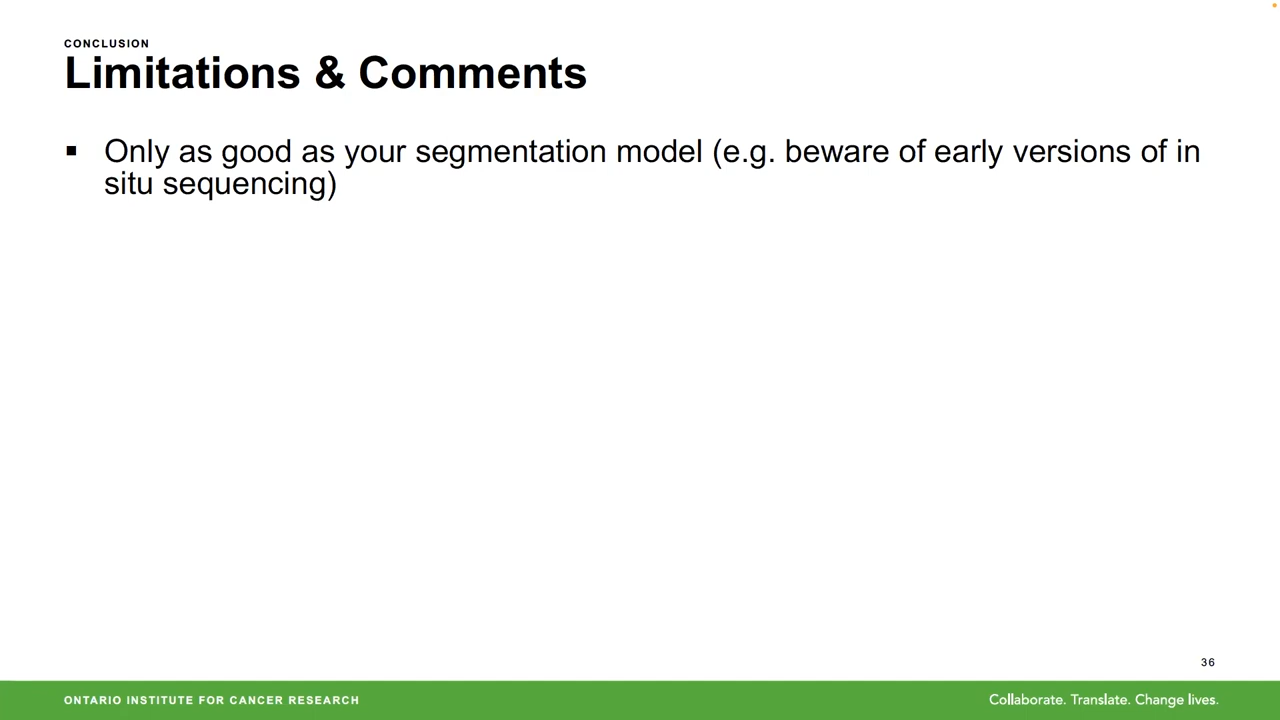 CONCLUSION
Limitations & Comments
▪ Only as good as your segmentation model (e.g. beware of early versions of in
situ sequencing)
36
ONTARIO INSTITUTE FOR CANCER RESEARCH
Collaborate. Translate. Change lives.